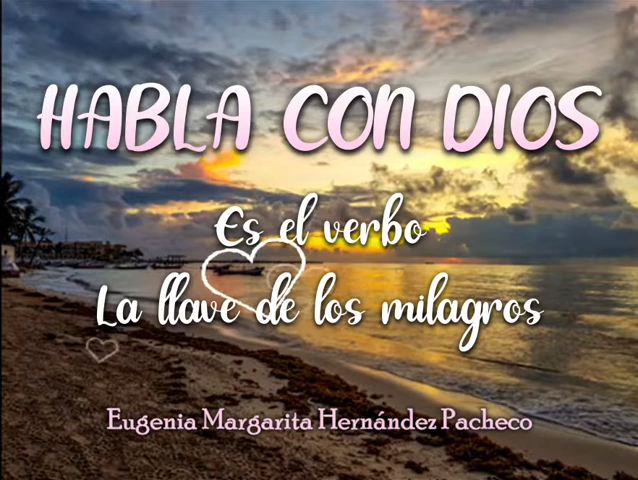 HABLA CON DIOS
Es el verbo
La llave de los milagros
Eugenia Margarita Hernández Pacheco